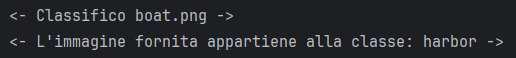 <- Classifico boat.png ->
<- L'immagine fornita appartiene alla classe: harbor ->